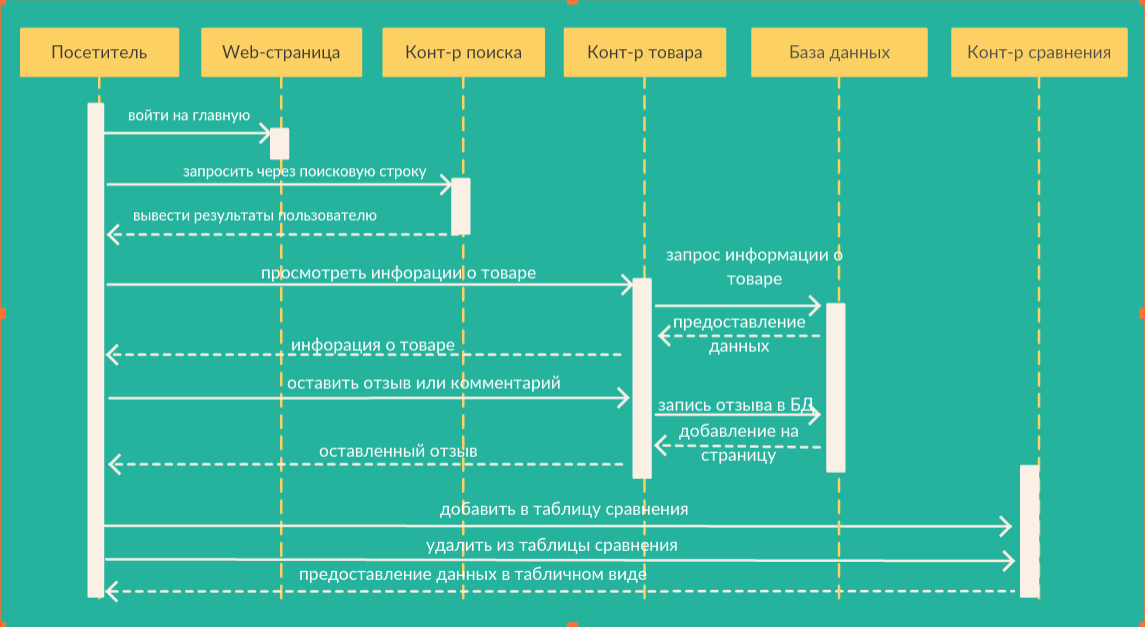 Посетитель
Web-страница
Конт-р поиска
Конт-р товара
База данных
Конт-р сравнения
войти на главную
запросить через поисковую строку
вывести результаты пользователю
запрос информации о
товаре
просмотреть инфорации о товаре
предоставление
данных
инфорация о товаре
оставить отзыв или комментарий
запись отзыва в БД
добавление на
страницу
оставленный отзыв
добавить в таблицу сравнения
удалить из таблицы сравнения
предоставление данных в табличном виде